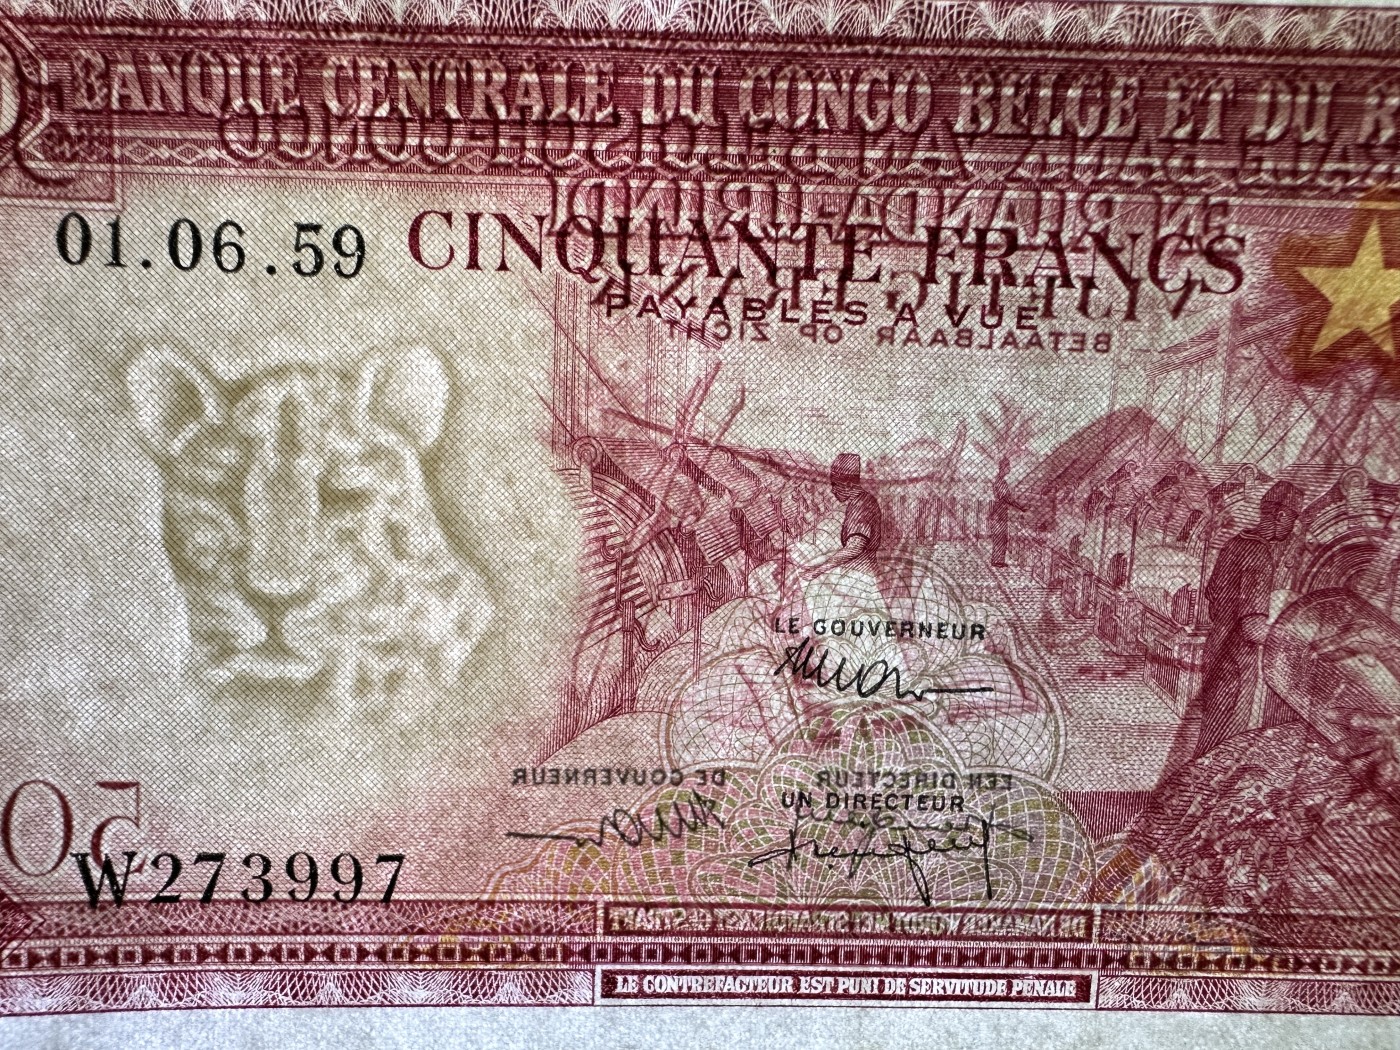 BANQUE CENTRALE DU CONGO BELGE ET DU
01.06.59
CINQUANTE FRANCS
PAYABLES A VUE
BETAALBAAR OP ZICHT
LE GOUVERNEUR
DE GOUVERNEUR
EEN DIRECTEUR
UN DIRECTEUR
50
W273997
LE CONTREFACTEUR EST PUNI DE SERVITUDE PENALE